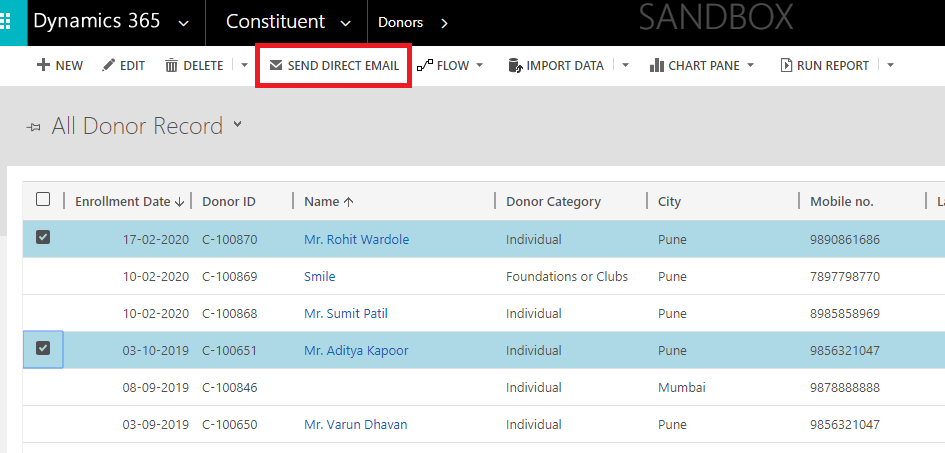 Dynamics 365 Constituent Donors SANDBOX
NEW EDIT DELETE SEND DIRECT EMAIL FLOW IMPORT DATA CHART PANE RUN REPORT
All Donor Record
Enrollment Date Donor ID Name Donor Category City Mobile no.
17-02-2020 C-100870 Mr. Rohit Wardole Individual Pune 9890861686
10-02-2020 C-100869 Smile Foundations or Clubs Pune 7897798770
10-02-2020 C-100868 Mr. Sumit Patil Individual Pune 8985858969
03-10-2019 C-100651 Mr. Aditya Kapoor Individual Pune 9856321047
08-09-2019 C-100846 Individual Mumbai 9878888888
03-09-2019 C-100650 Mr. Varun Dhavan Individual Pune 9856321047